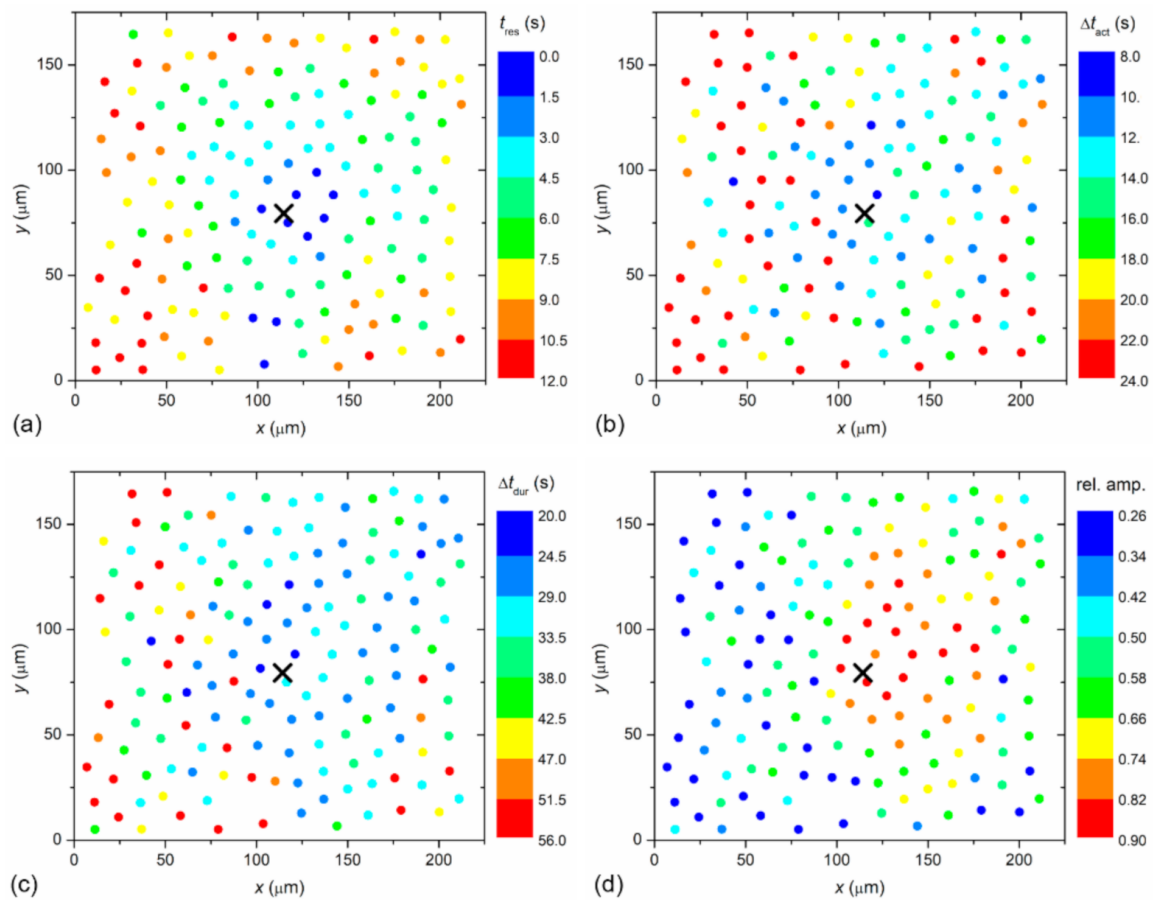 t_res (s)
0.0
1.5
3.0
4.5
6.0
7.5
9.0
10.5
12.0
150
100
50
0
y (μm)
0 50 100 150 200
x (μm)
(a)
Δt_act (s)
8.0
10.
12.
14.0
16.0
18.0
20.0
22.0
24.0
150
100
50
0
y (μm)
0 50 100 150 200
x (μm)
(b)
Δt_dur (s)
20.0
24.5
29.0
33.5
38.0
42.5
47.0
51.5
56.0
150
100
50
0
y (μm)
0 50 100 150 200
x (μm)
(c)
rel. amp.
0.26
0.34
0.42
0.50
0.58
0.66
0.74
0.82
0.90
150
100
50
0
y (μm)
0 50 100 150 200
x (μm)
(d)